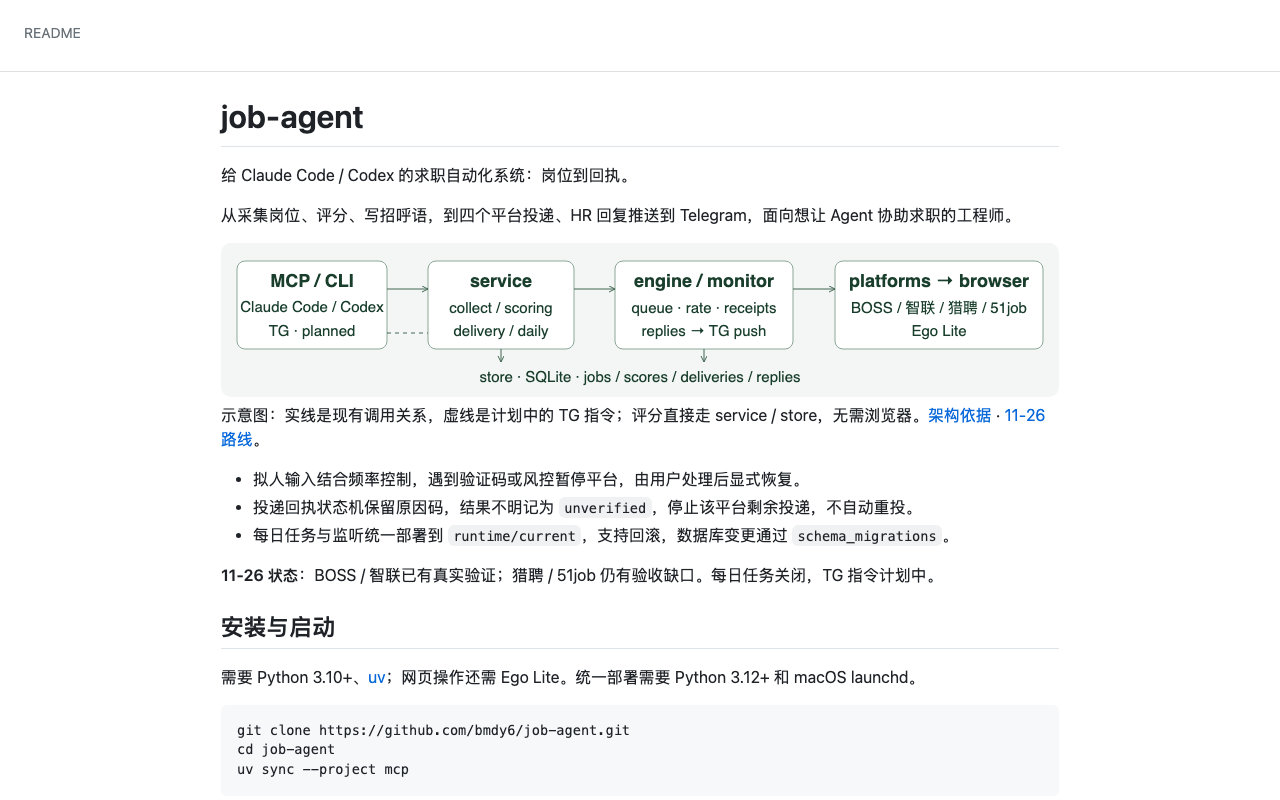 README
job-agent
给 Claude Code / Codex 的求职自动化系统：岗位到回执。
从采集岗位、评分、写招呼语，到四个平台投递、HR 回复推送到 Telegram，面向想让 Agent 协助求职的工程师。
MCP / CLI
Claude Code / Codex
TG · planned
service
collect / scoring
delivery / daily
engine / monitor
queue · rate · receipts
replies → TG push
platforms → browser
BOSS / 智联 / 猎聘 / 51job
Ego Lite
store · SQLite · jobs / scores / deliveries / replies
示意图：实线是现有调用关系，虚线是计划中的 TG 指令；评分直接走 service / store，无需浏览器。架构依据 · 11-26
路线。
• 拟人输入结合频率控制，遇到验证码或风控暂停平台，由用户处理后显式恢复。
• 投递回执状态机保留原因码，结果不明记为 unverified，停止该平台剩余投递，不自动重投。
• 每日任务与监听统一部署到 runtime/current，支持回滚，数据库变更通过 schema_migrations。
11-26 状态：BOSS / 智联已有真实验证；猎聘 / 51job 仍有验收缺口。每日任务关闭，TG 指令计划中。
安装与启动
需要 Python 3.10+、uv；网页操作还需 Ego Lite。统一部署需要 Python 3.12+ 和 macOS launchd。
git clone https://github.com/bmdy6/job-agent.git
cd job-agent
uv sync --project mcp